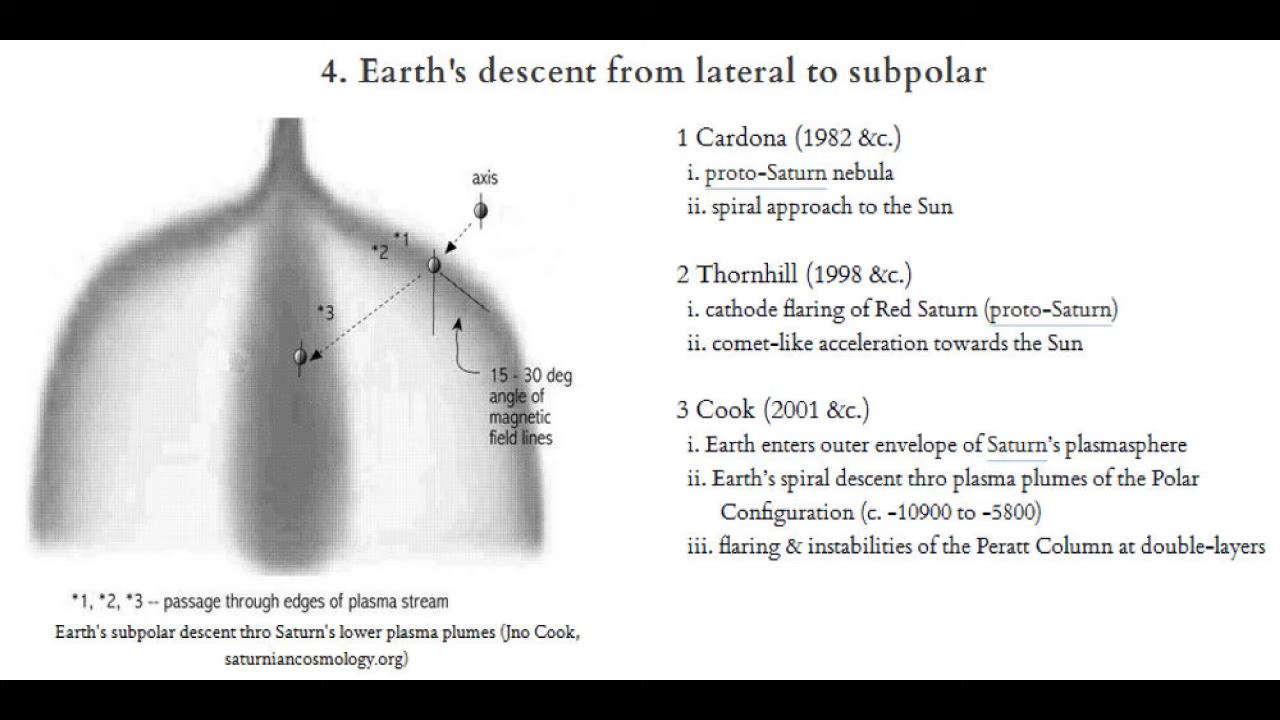 4. Earth's descent from lateral to subpolar
axis
*1
*2
*3
15 - 30 deg
angle of
magnetic
field lines
*1, *2, *3 -- passage through edges of plasma stream
Earth's subpolar descent thro Saturn's lower plasma plumes (Jno Cook,
saturniancosmology.org)
1 Cardona (1982 &c.)
i. proto-Saturn nebula
ii. spiral approach to the Sun
2 Thornhill (1998 &c.)
i. cathode flaring of Red Saturn (proto-Saturn)
ii. comet-like acceleration towards the Sun
3 Cook (2001 &c.)
i. Earth enters outer envelope of Saturn's plasmasphere
ii. Earth's spiral descent thro plasma plumes of the Polar
Configuration (c. -10900 to -5800)
iii. flaring & instabilities of the Peratt Column at double-layers